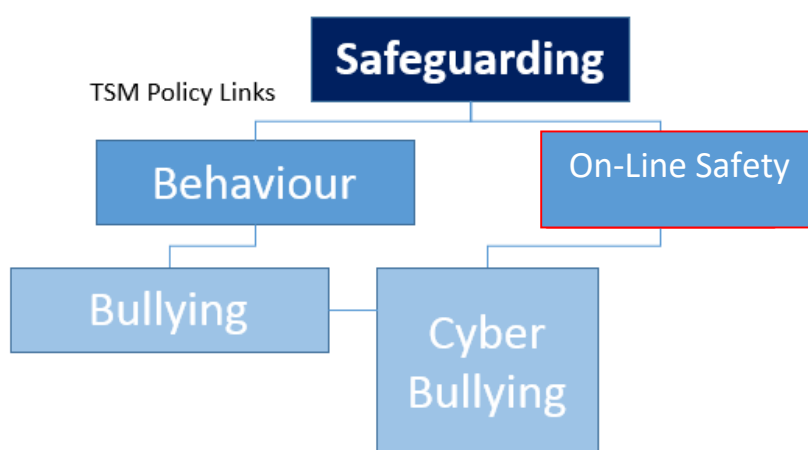 Safeguarding
TSM Policy Links
Behaviour
On-Line Safety
Bullying
Cyber
Bullying